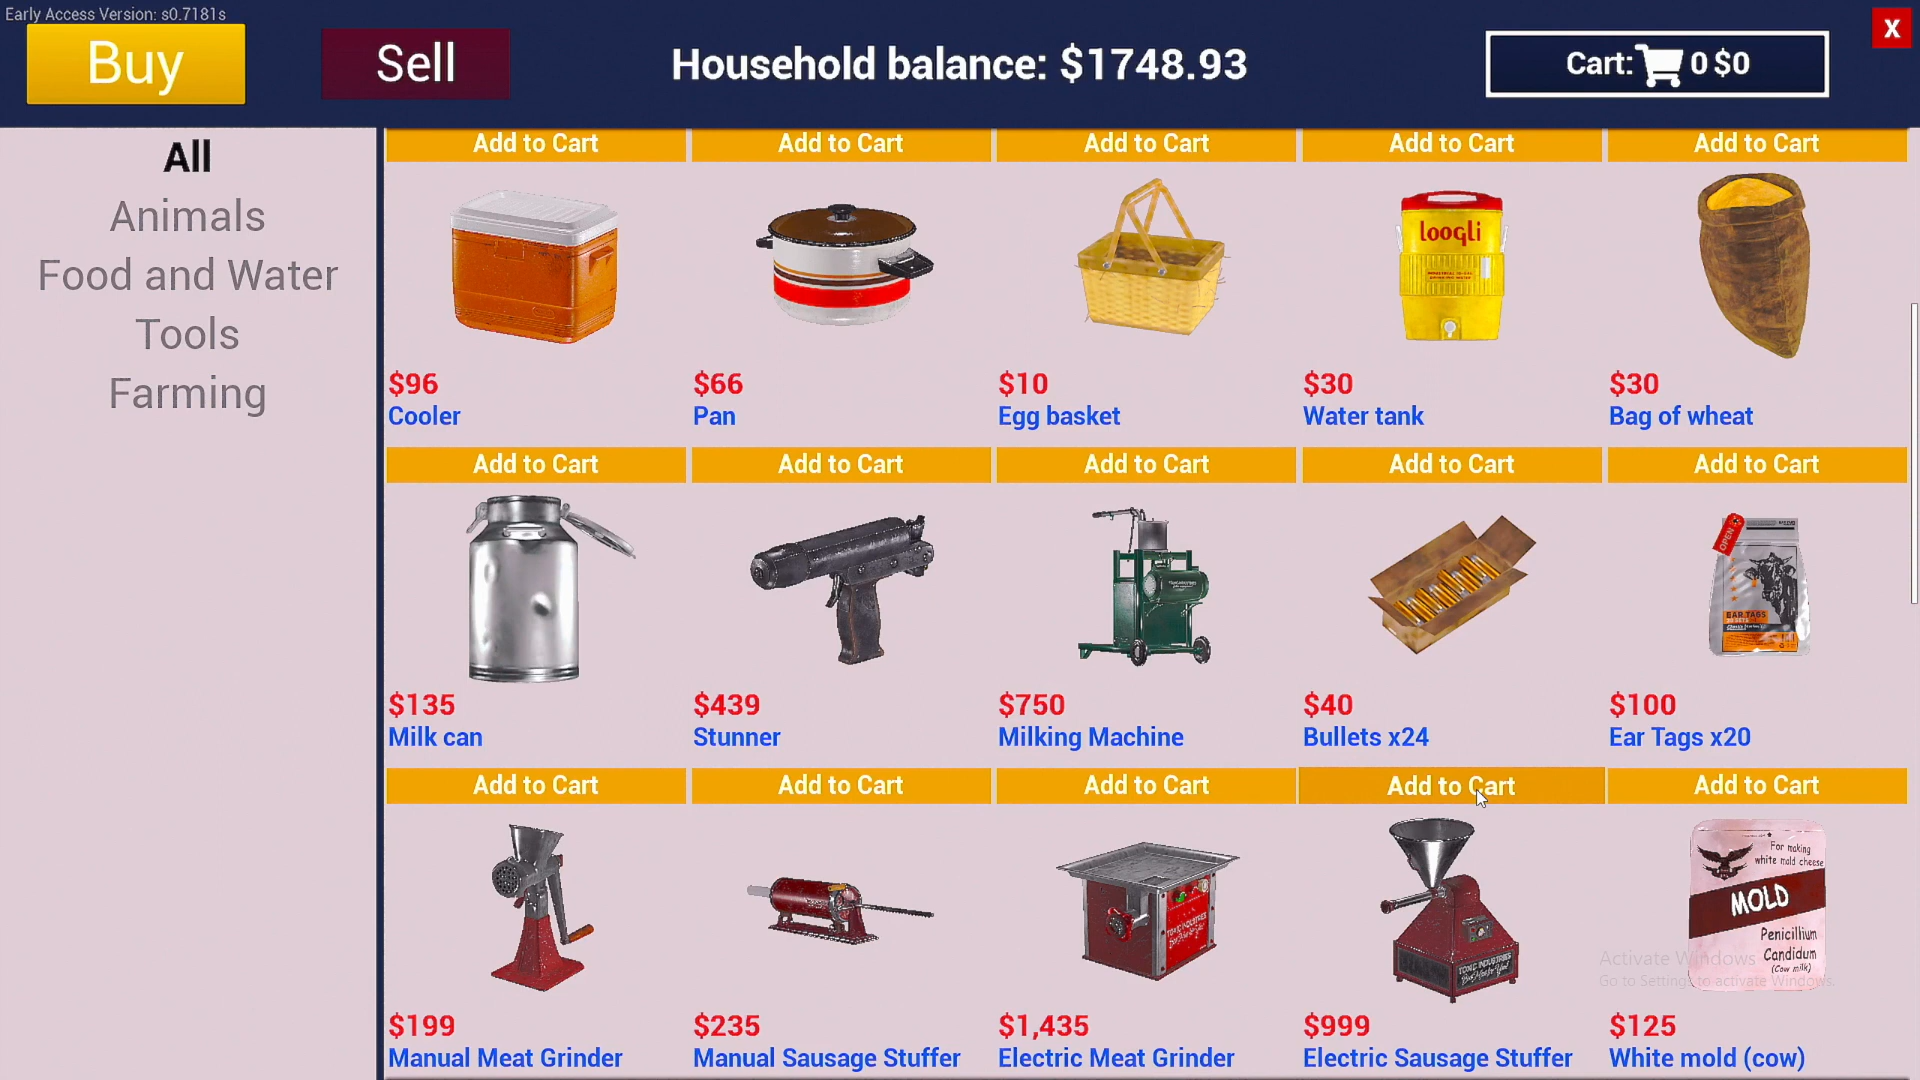 Early Access Version: s0.7181s
Buy
Sell
Household balance: $1748.93
Cart: 0 $0
X
All
Animals
Food and Water
Tools
Farming
Add to Cart
Add to Cart
Add to Cart
Add to Cart
Add to Cart
loogli
$96
$66
$10
$30
$30
Cooler
Pan
Egg basket
Water tank
Bag of wheat
Add to Cart
Add to Cart
Add to Cart
Add to Cart
Add to Cart
OPEN
EAR TAGS
$135
$439
$750
$40
$100
Milk can
Stunner
Milking Machine
Bullets x24
Ear Tags x20
Add to Cart
Add to Cart
Add to Cart
Add to Cart
Add to Cart
For making
white mold cheese
MOLD
Penicillium
Candidum
(Cow milk)
TOXIC INDUSTRIES
TOXIC INDUSTRIES
Activate Windows
Go to Settings to activate Windows.
$199
$235
$1,435
$999
$125
Manual Meat Grinder
Manual Sausage Stuffer
Electric Meat Grinder
Electric Sausage Stuffer
White mold (cow)